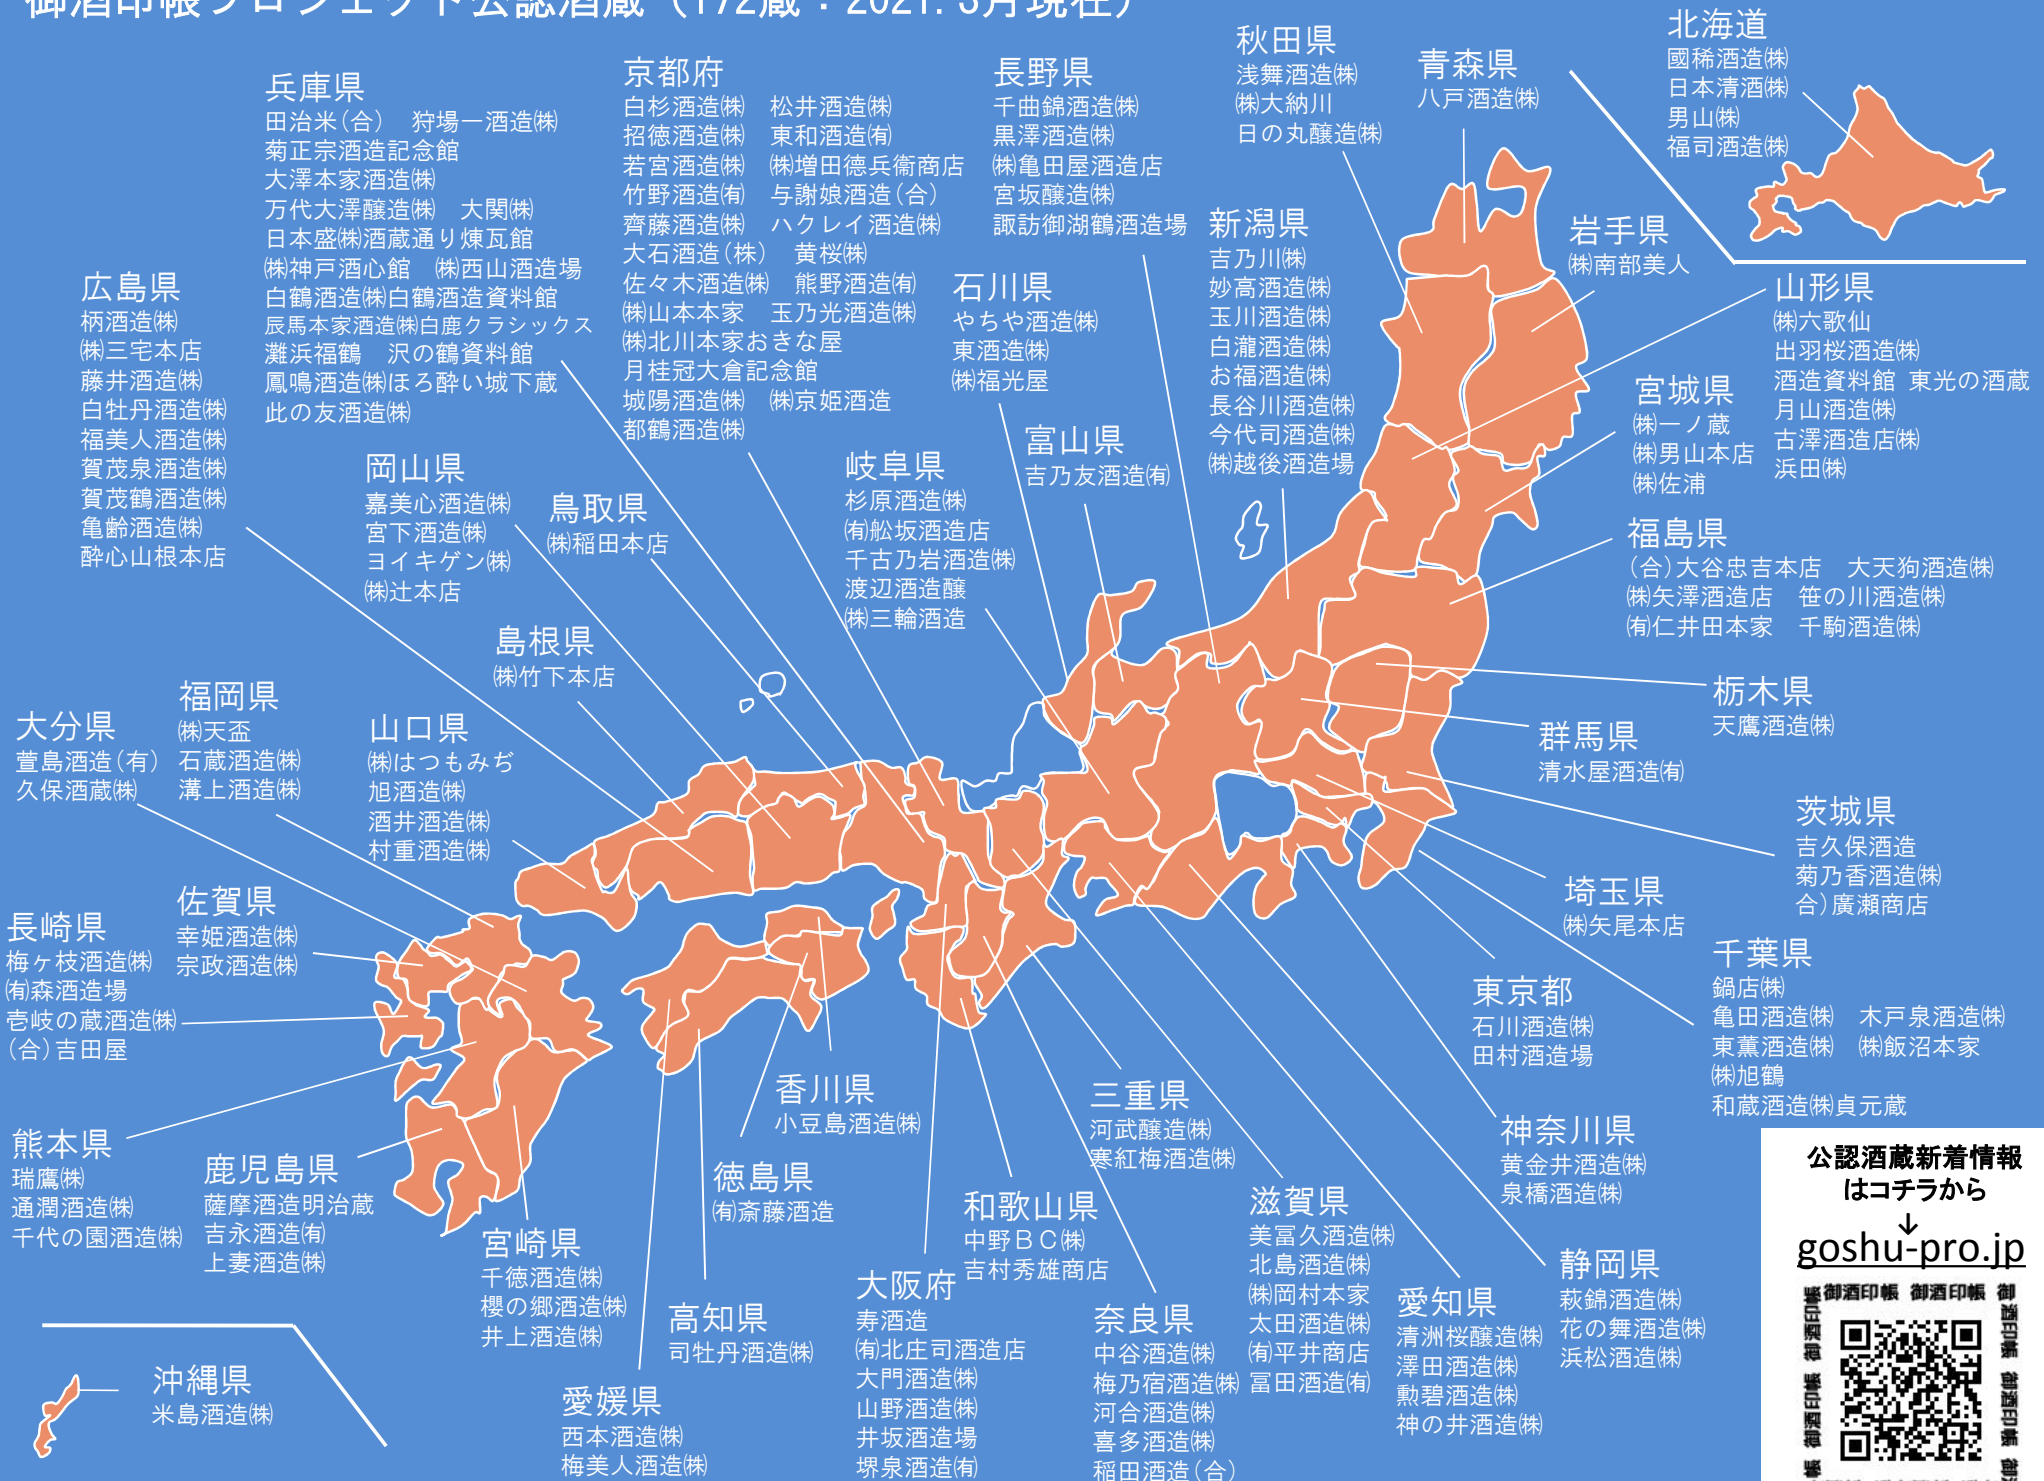 御酒印帳プロジェクト公認酒蔵（172蔵：2021. 3月現在）
北海道
國稀酒造㈱
日本清酒㈱
男山㈱
福司酒造㈱
青森県
八戸酒造㈱
秋田県
浅舞酒造㈱
㈱大納川
日の丸醸造㈱
岩手県
㈱南部美人
山形県
㈱六歌仙
出羽桜酒造㈱
酒造資料館 東光の酒蔵
月山酒造㈱
古澤酒造店㈱
浜田㈱
宮城県
㈱一ノ蔵
㈱男山本店
㈱佐浦
福島県
（合）大谷忠吉本店　大天狗酒造㈱
㈱矢澤酒造店　笹の川酒造㈱
㈲仁井田本家　千駒酒造㈱
新潟県
吉乃川㈱
妙高酒造㈱
玉川酒造㈱
白瀧酒造㈱
お福酒造㈱
長谷川酒造㈱
今代司酒造㈱
㈱越後酒造場
長野県
千曲錦酒造㈱
黒澤酒造㈱
㈱亀田屋酒造店
宮坂醸造㈱
諏訪御湖鶴酒造場
石川県
やちや酒造㈱
東酒造㈱
㈱福光屋
富山県
吉乃友酒造㈲
岐阜県
杉原酒造㈱
㈲舩坂酒造店
千古乃岩酒造㈱
渡辺酒造醸
㈱三輪酒造
京都府
白杉酒造㈱　松井酒造㈱
招徳酒造㈱　東和酒造㈲
若宮酒造㈱　㈱増田德兵衞商店
竹野酒造㈲　与謝娘酒造（合）
齊藤酒造㈱　ハクレイ酒造㈱
大石酒造（株）　黄桜㈱
佐々木酒造㈱　熊野酒造㈲
㈱山本本家　玉乃光酒造㈱
㈱北川本家おきな屋
月桂冠大倉記念館
城陽酒造㈱　㈱京姫酒造
都鶴酒造㈱
兵庫県
田治米（合）　狩場一酒造㈱
菊正宗酒造記念館
大澤本家酒造㈱
万代大澤醸造㈱　大関㈱
日本盛㈱酒蔵通り煉瓦館
㈱神戸酒心館　㈱西山酒造場
白鶴酒造㈱白鶴酒造資料館
辰馬本家酒造㈱白鹿クラシックス
灘浜福鶴　沢の鶴資料館
鳳鳴酒造㈱ほろ酔い城下蔵
此の友酒造㈱
広島県
柄酒造㈱
㈱三宅本店
藤井酒造㈱
白牡丹酒造㈱
福美人酒造㈱
賀茂泉酒造㈱
賀茂鶴酒造㈱
亀齢酒造㈱
酔心山根本店
岡山県
嘉美心酒造㈱
宮下酒造㈱
ヨイキゲン㈱
㈱辻本店
鳥取県
㈱稲田本店
島根県
㈱竹下本店
山口県
㈱はつもみぢ
旭酒造㈱
酒井酒造㈱
村重酒造㈱
福岡県
㈱天盃
石蔵酒造㈱
溝上酒造㈱
大分県
萱島酒造（有）
久保酒蔵㈱
佐賀県
幸姫酒造㈱
宗政酒造㈱
長崎県
梅ヶ枝酒造㈱
㈲森酒造場
壱岐の蔵酒造㈱
（合）吉田屋
熊本県
瑞鷹㈱
通潤酒造㈱
千代の園酒造㈱
鹿児島県
薩摩酒造明治蔵
吉永酒造㈲
上妻酒造㈱
宮崎県
千徳酒造㈱
櫻の郷酒造㈱
井上酒造㈱
沖縄県
米島酒造㈱
愛媛県
西本酒造㈱
梅美人酒造㈱
高知県
司牡丹酒造㈱
徳島県
㈲斎藤酒造
香川県
小豆島酒造㈱
大阪府
寿酒造
㈲北庄司酒造店
大門酒造㈱
山野酒造㈱
井坂酒造場
堺泉酒造㈲
和歌山県
中野ＢＣ㈱
吉村秀雄商店
奈良県
中谷酒造㈱
梅乃宿酒造㈱
河合酒造㈱
喜多酒造㈱
稲田酒造（合）
三重県
河武醸造㈱
寒紅梅酒造㈱
滋賀県
美冨久酒造㈱
北島酒造㈱
㈱岡村本家
太田酒造㈱
㈲平井商店
冨田酒造㈲
愛知県
清洲桜醸造㈱
澤田酒造㈱
勲碧酒造㈱
神の井酒造㈱
静岡県
萩錦酒造㈱
花の舞酒造㈱
浜松酒造㈱
神奈川県
黄金井酒造㈱
泉橋酒造㈱
東京都
石川酒造㈱
田村酒造場
千葉県
鍋店㈱
亀田酒造㈱　木戸泉酒造㈱
東薫酒造㈱　㈱飯沼本家
㈱旭鶴
和蔵酒造㈱貞元蔵
埼玉県
㈱矢尾本店
茨城県
吉久保酒造
菊乃香酒造㈱
合）廣瀬商店
群馬県
清水屋酒造㈲
栃木県
天鷹酒造㈱
公認酒蔵新着情報
はコチラから
↓
goshu-pro.jp
御酒印帳 御酒印帳 御
酒印帳 御酒印帳 御
御酒印帳 御酒印帳